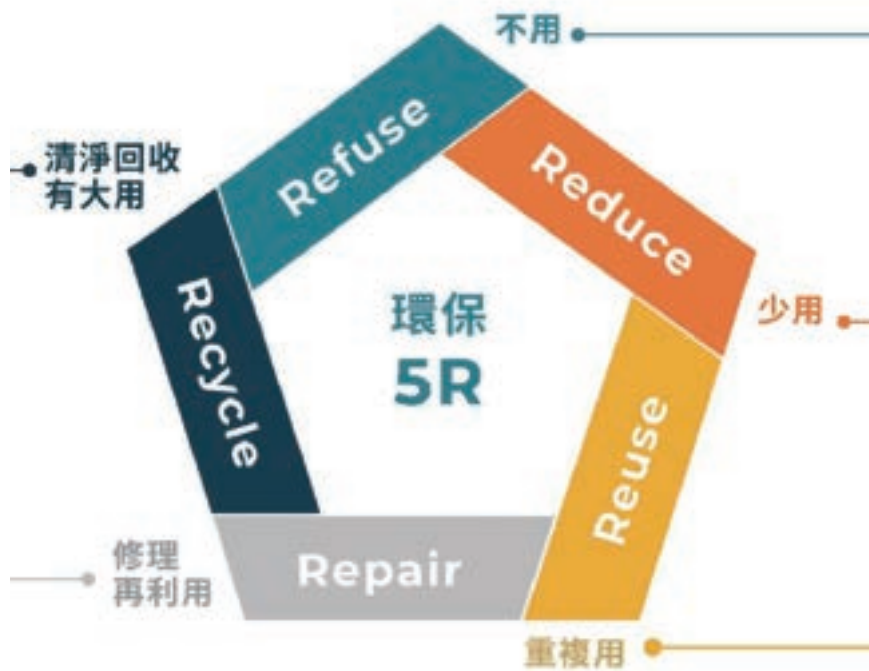 不用
Refuse
Reduce
清淨回收
有大用
Recycle
環保
5R
少用
Reuse
修理
再利用
Repair
重複用